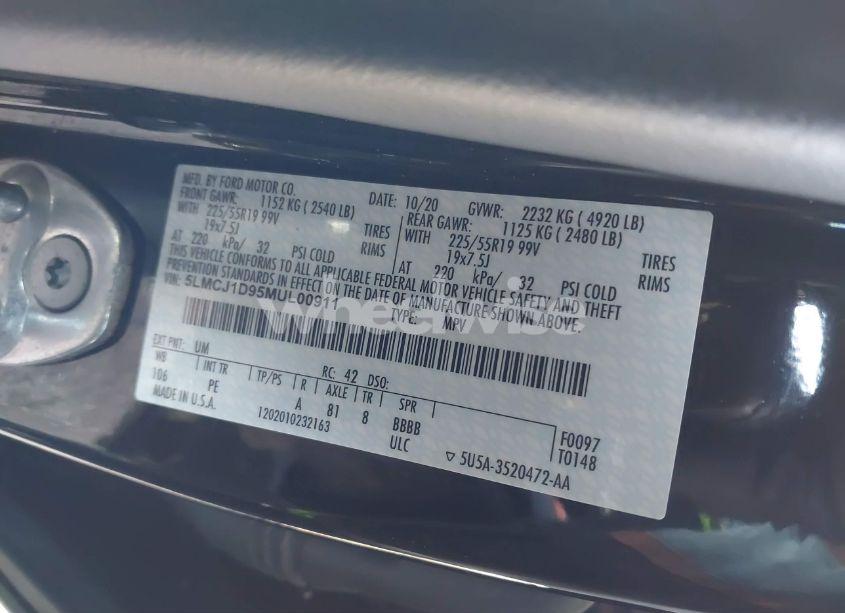 MFD. BY FORD MOTOR CO. DATE: 10/20 GVWR: 2232 KG ( 4920 LB)
FRONT GAWR: 1152 KG ( 2540 LB) REAR GAWR: 1125 KG ( 2480 LB)
WITH 225/55R19 99V TIRES WITH 225/55R19 99V TIRES
19x7.5J RIMS 19x7.5J RIMS
AT 220 kPa/ 32 PSI COLD AT 220 kPa/ 32 PSI COLD
THIS VEHICLE CONFORMS TO ALL APPLICABLE FEDERAL MOTOR VEHICLE SAFETY AND THEFT
PREVENTION STANDARDS IN EFFECT ON THE DATE OF MANUFACTURE SHOWN ABOVE.
VIN: 5LMCJ1D95MUL00911 TYPE: MPV
wheelwise
EXT PNT: UM RC: 42 DSO:
WB INT TR TP/PS R AXLE TR SPR
106 PE A 81 8 BBBB F0097
MADE IN U.S.A. 1202010232163 ULC T0148
▽ 5U5A-3520472-AA